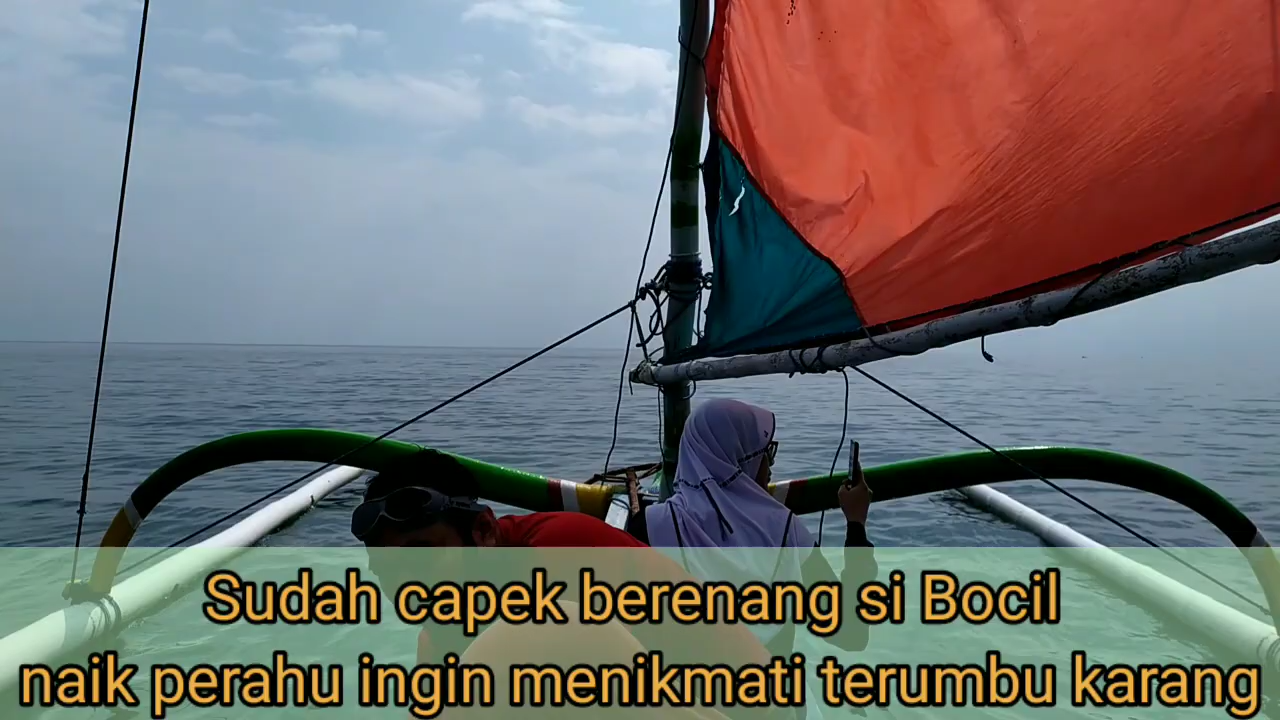 Sudah capek berenang si Bocil
naik perahu ingin menikmati terumbu karang